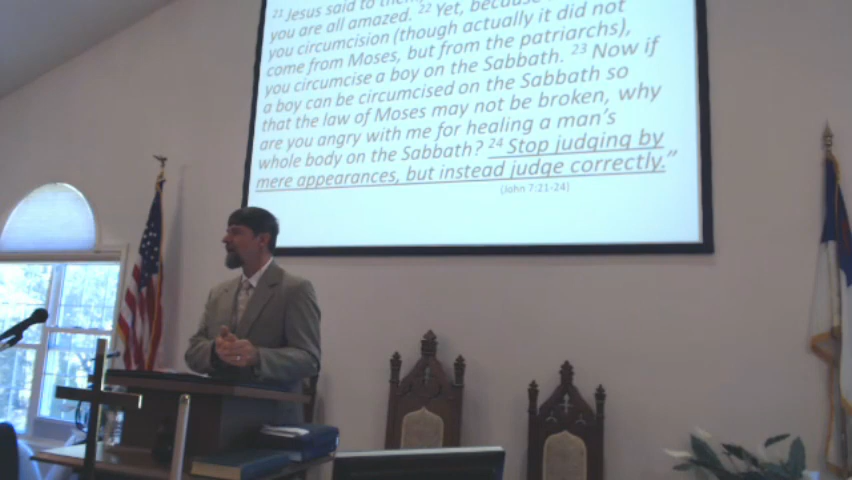 21 Jesus said to them,
you are all amazed. 22 Yet, because
you circumcision (though actually it did not
come from Moses, but from the patriarchs),
you circumcise a boy on the Sabbath. 23 Now if
a boy can be circumcised on the Sabbath so
that the law of Moses may not be broken, why
are you angry with me for healing a man's
whole body on the Sabbath? 24 Stop judging by
mere appearances, but instead judge correctly."
(John 7:21-24)